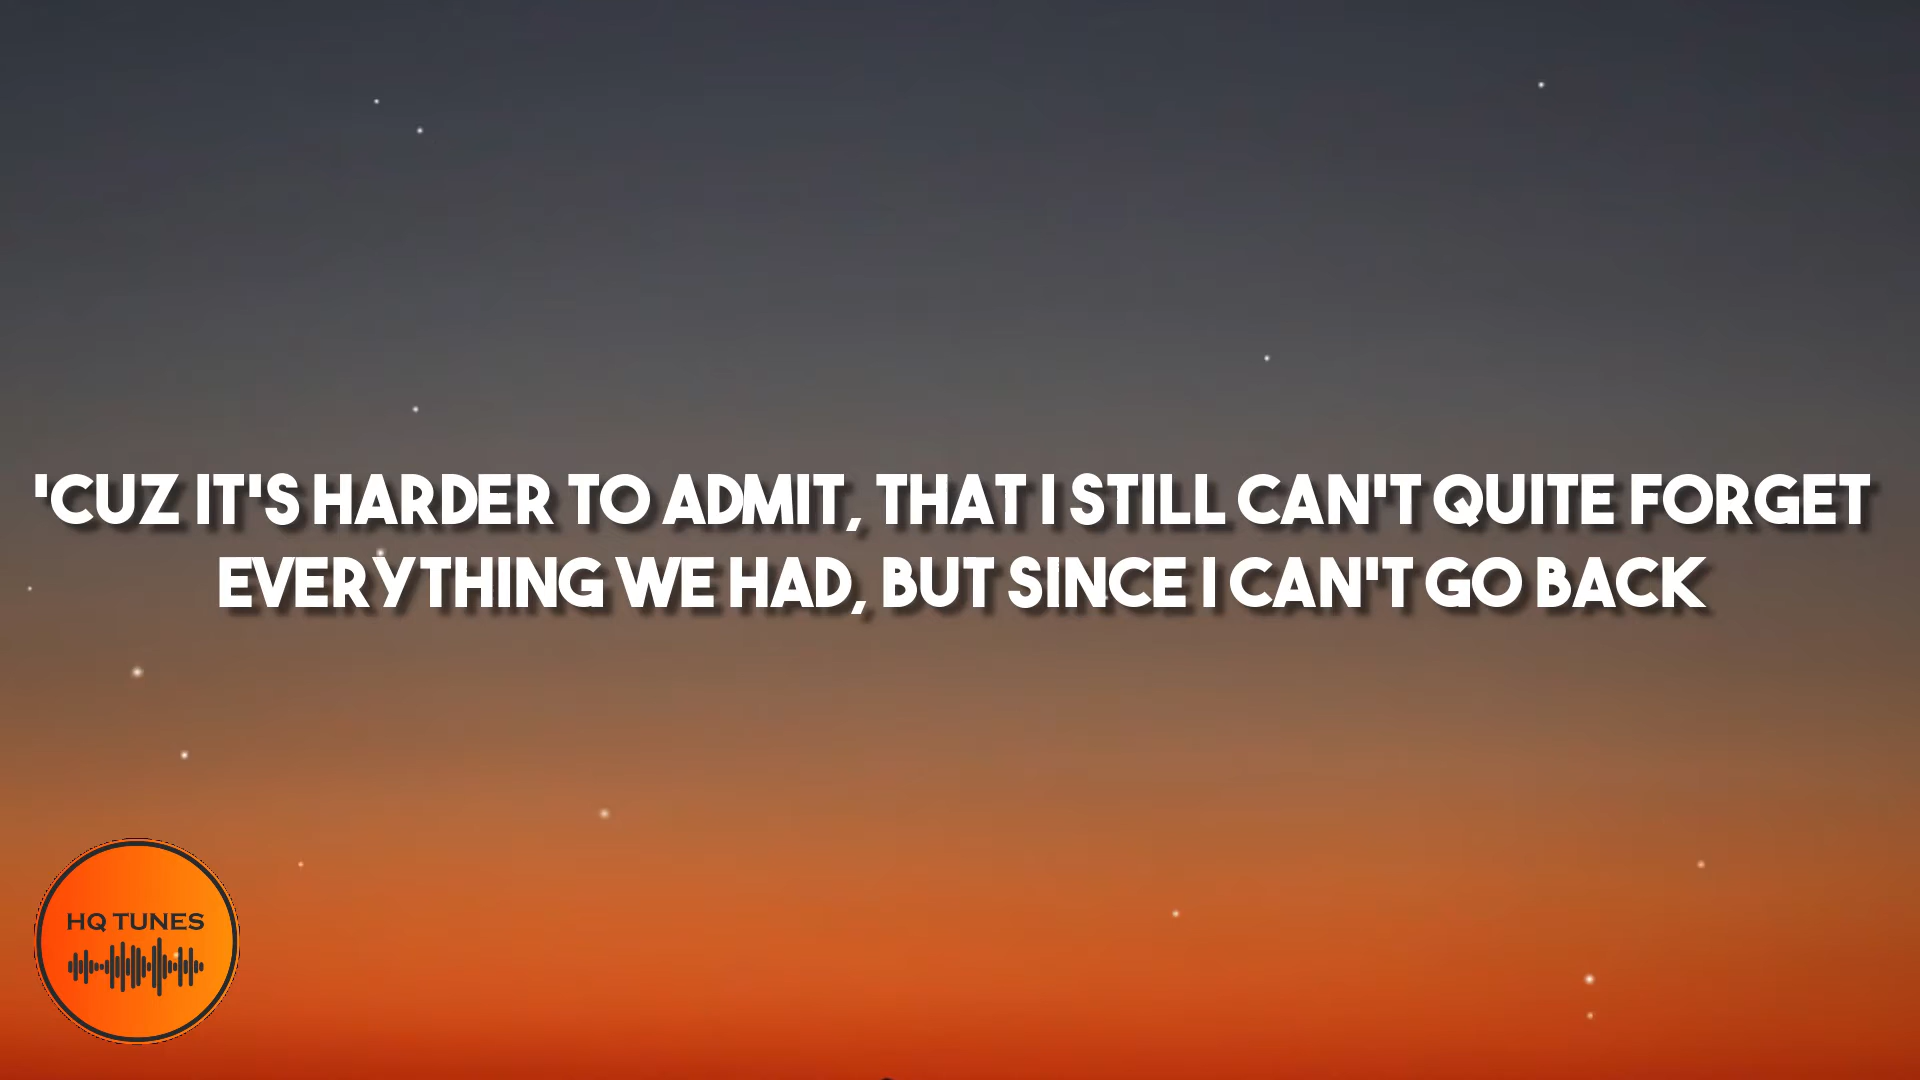 'CUZ IT'S HARDER TO ADMIT, THAT I STILL CAN'T QUITE FORGET
EVERYTHING WE HAD, BUT SINCE I CAN'T GO BACK
HQ TUNES